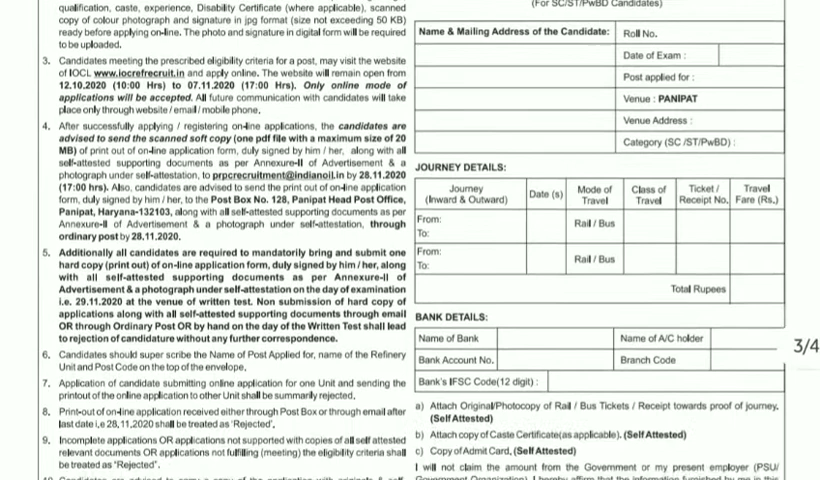 qualification, caste, experience, Disability Certificate (where applicable), scanned
copy of colour photograph and signature in jpg format (size not exceeding 50 KB)
ready before applying on-line. The photo and signature in digital form will be required
to be uploaded.
3. Candidates meeting the prescribed eligibility criteria for a post, may visit the website
of IOCL www.iocrefrecruit.in and apply online. The website will remain open from
12.10.2020 (10:00 Hrs) to 07.11.2020 (17:00 Hrs). Only online mode of
applications will be accepted. All future communication with candidates will take
place only through website / email / mobile phone.
4. After successfully applying / registering on-line applications, the candidates are
advised to send the scanned soft copy (one pdf file with a maximum size of 20
MB) of print out of on-line application form, duly signed by him / her, along with all
self-attested supporting documents as per Annexure-II of Advertisement & a
photograph under self-attestation, to prpcrecruitment@indianoil.in by 28.11.2020
(17:00 hrs). Also, candidates are advised to send the print out of on-line application
form, duly signed by him / her, to the Post Box No. 128, Panipat Head Post Office,
Panipat, Haryana-132103, along with all self-attested supporting documents as per
Annexure-II of Advertisement & a photograph under self-attestation, through
ordinary post by 28.11.2020.
5. Additionally all candidates are required to mandatorily bring and submit one
hard copy (print out) of on-line application form, duly signed by him / her, along
with all self-attested supporting documents as per Annexure-II of
Advertisement & a photograph under self-attestation on the day of examination
i.e. 29.11.2020 at the venue of written test. Non submission of hard copy of
applications along with all self-attested supporting documents through email
OR through Ordinary Post OR by hand on the day of the Written Test shall lead
to rejection of candidature without any further correspondence.
6. Candidates should super scribe the Name of Post Applied for, name of the Refinery
Unit and Post Code on the top of the envelope.
7. Application of candidate submitting online application for one Unit and sending the
printout of the online application to other Unit shall be summarily rejected.
8. Print-out of on-line application received either through Post Box or through email after
last date i.e 28.11.2020 shall be treated as 'Rejected'.
9. Incomplete applications OR applications not supported with copies of all self attested
relevant documents OR applications not fulfilling (meeting) the eligibility criteria shall
be treated as "Rejected".
(For SC/ST/PwBD Candidates)
Name & Mailing Address of the Candidate: Roll No.
Date of Exam :
Post applied for :
Venue : PANIPAT
Venue Address :
Category (SC /ST/PwBD) :
JOURNEY DETAILS:
Journey (Inward & Outward) Date (s) Mode of Travel Class of Travel Ticket / Receipt No. Travel Fare (Rs.)
From:
To: Rail / Bus
From:
To: Rail / Bus
Total Rupees
BANK DETAILS:
Name of Bank Name of A/C holder
Bank Account No. Branch Code
Bank's IFSC Code(12 digit) :
a) Attach Original/Photocopy of Rail / Bus Tickets / Receipt towards proof of journey.
(Self Attested)
b) Attach copy of Caste Certificate(as applicable). (Self Attested)
c) Copy of Admit Card, (Self Attested)
I will not claim the amount from the Government or my present employer (PSU/
3/4